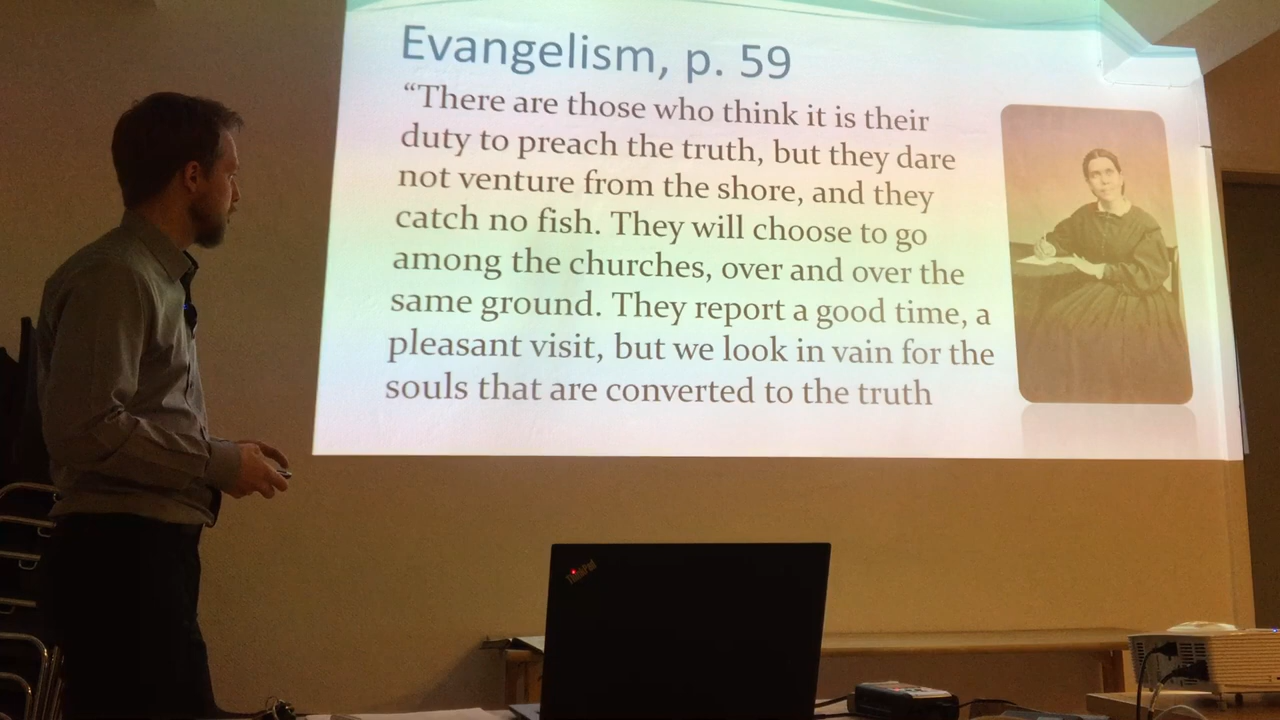 Evangelism, p. 59
“There are those who think it is their
duty to preach the truth, but they dare
not venture from the shore, and they
catch no fish. They will choose to go
among the churches, over and over the
same ground. They report a good time, a
pleasant visit, but we look in vain for the
souls that are converted to the truth
ThinkPad